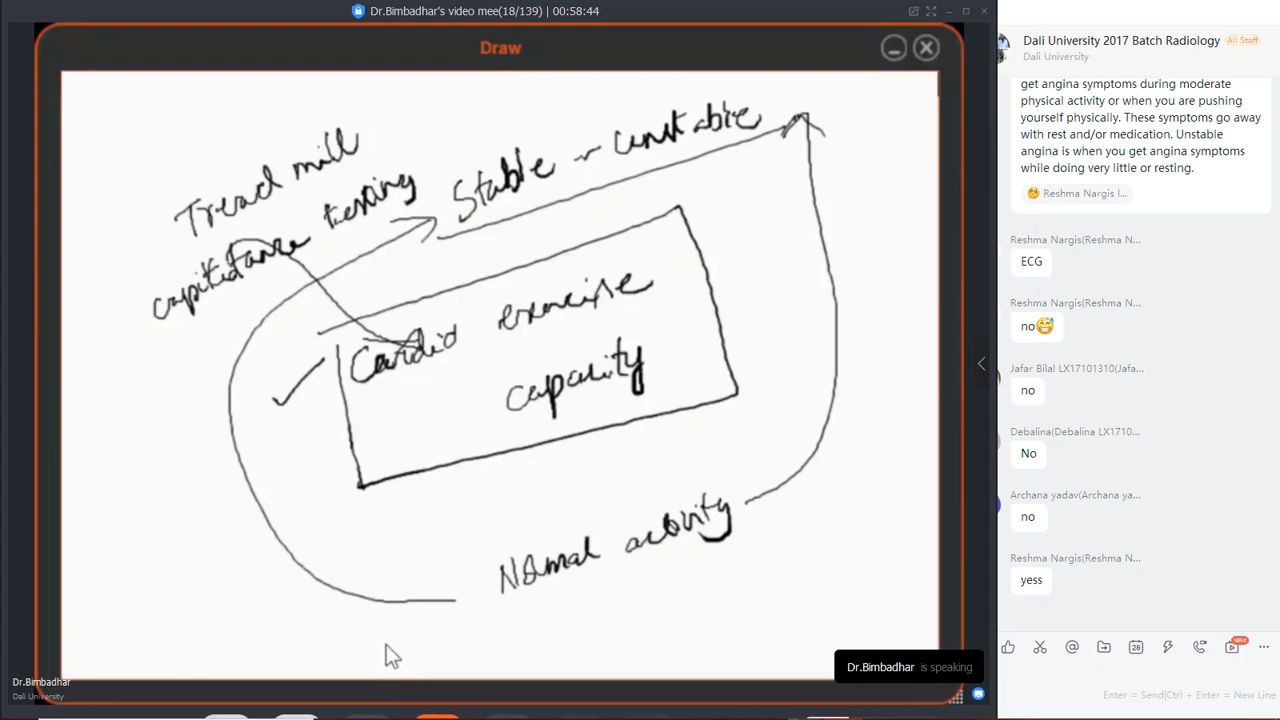 Dr.Bimbadhar's video mee(18/139) | 00:58:44
Draw
Tread mill
testing
Stable - unstable
exercise
capacity
Normal activity
Dr.Bimbadhar
Dali University
Dr.Bimbadhar is speaking
Dali University 2017 Batch Radiology All Staff
Dali University
get angina symptoms during moderate
physical activity or when you are pushing
yourself physically. These symptoms go away
with rest and/or medication. Unstable
angina is when you get angina symptoms
while doing very little or resting.
Reshma Nargis l...
Reshma Nargis(Reshma N...
ECG
Reshma Nargis(Reshma N...
no😅
Jafar Bilal LX17101310(Jafa...
no
Debalina(Debalina LX1710...
No
Archana yadav(Archana ya...
no
Reshma Nargis(Reshma N...
yess
28
NEW
Enter = Send|Ctrl + Enter = New Line